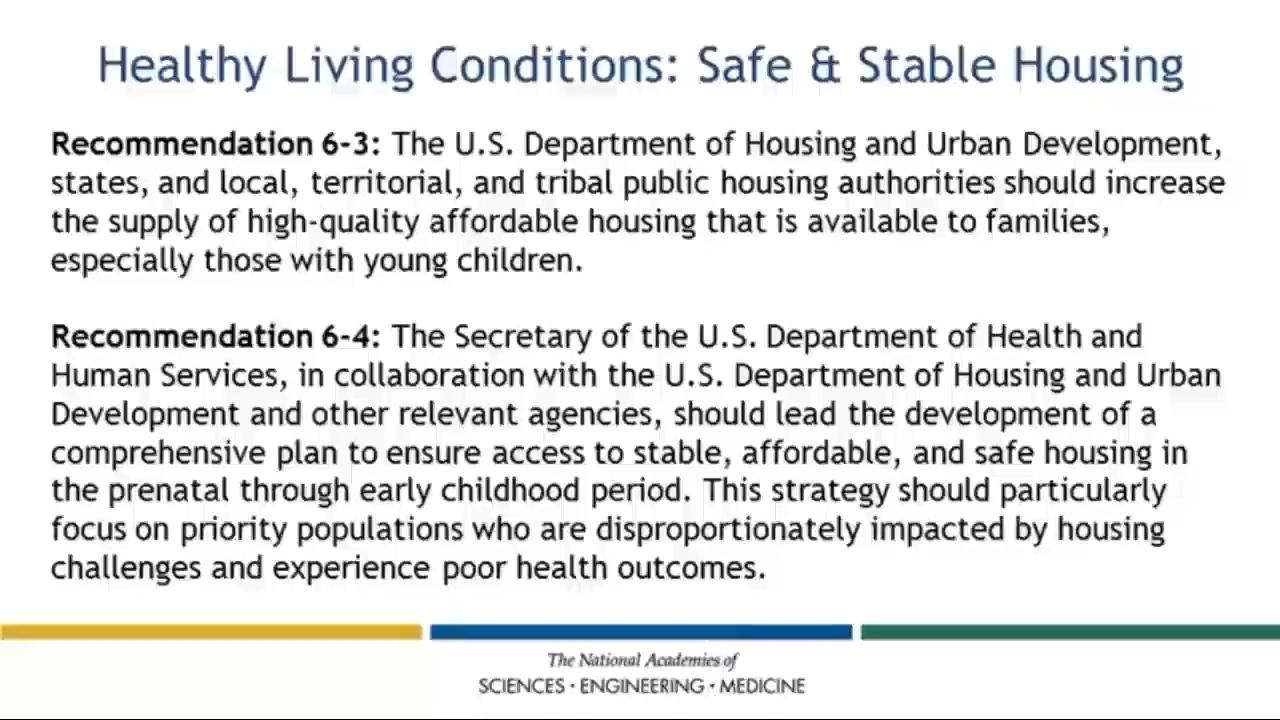 Healthy Living Conditions: Safe & Stable Housing
Recommendation 6-3: The U.S. Department of Housing and Urban Development,
states, and local, territorial, and tribal public housing authorities should increase
the supply of high-quality affordable housing that is available to families,
especially those with young children.
Recommendation 6-4: The Secretary of the U.S. Department of Health and
Human Services, in collaboration with the U.S. Department of Housing and Urban
Development and other relevant agencies, should lead the development of a
comprehensive plan to ensure access to stable, affordable, and safe housing in
the prenatal through early childhood period. This strategy should particularly
focus on priority populations who are disproportionately impacted by housing
challenges and experience poor health outcomes.
The National Academies of
SCIENCES · ENGINEERING · MEDICINE